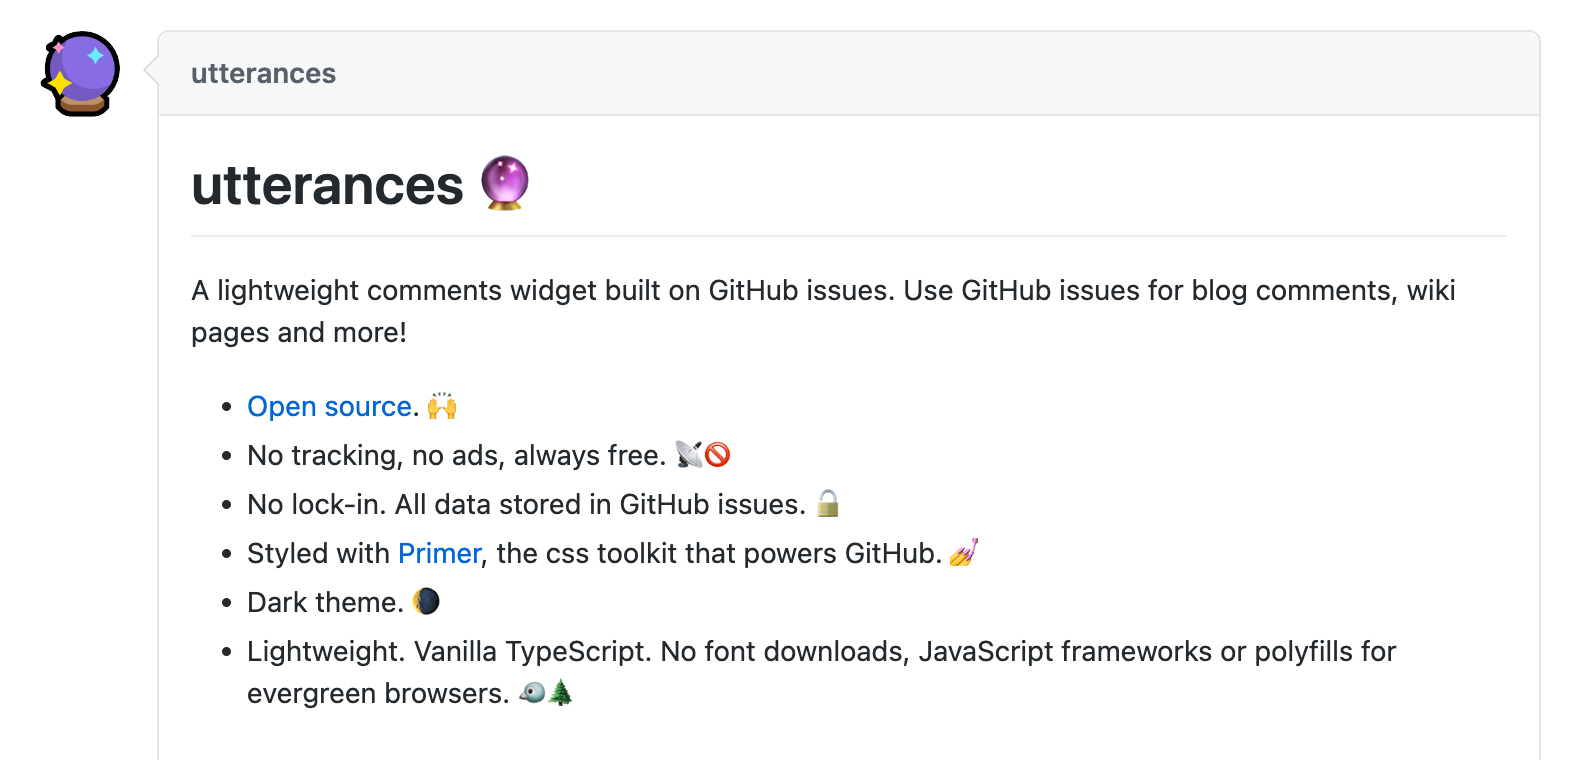 utterances
utterances 🔮
A lightweight comments widget built on GitHub issues. Use GitHub issues for blog comments, wiki
pages and more!
• Open source. 🙌
• No tracking, no ads, always free. 📡🚫
• No lock-in. All data stored in GitHub issues. 🔓
• Styled with Primer, the css toolkit that powers GitHub. 💅
• Dark theme. 🌘
• Lightweight. Vanilla TypeScript. No font downloads, JavaScript frameworks or polyfills for
evergreen browsers. 🐦🌲